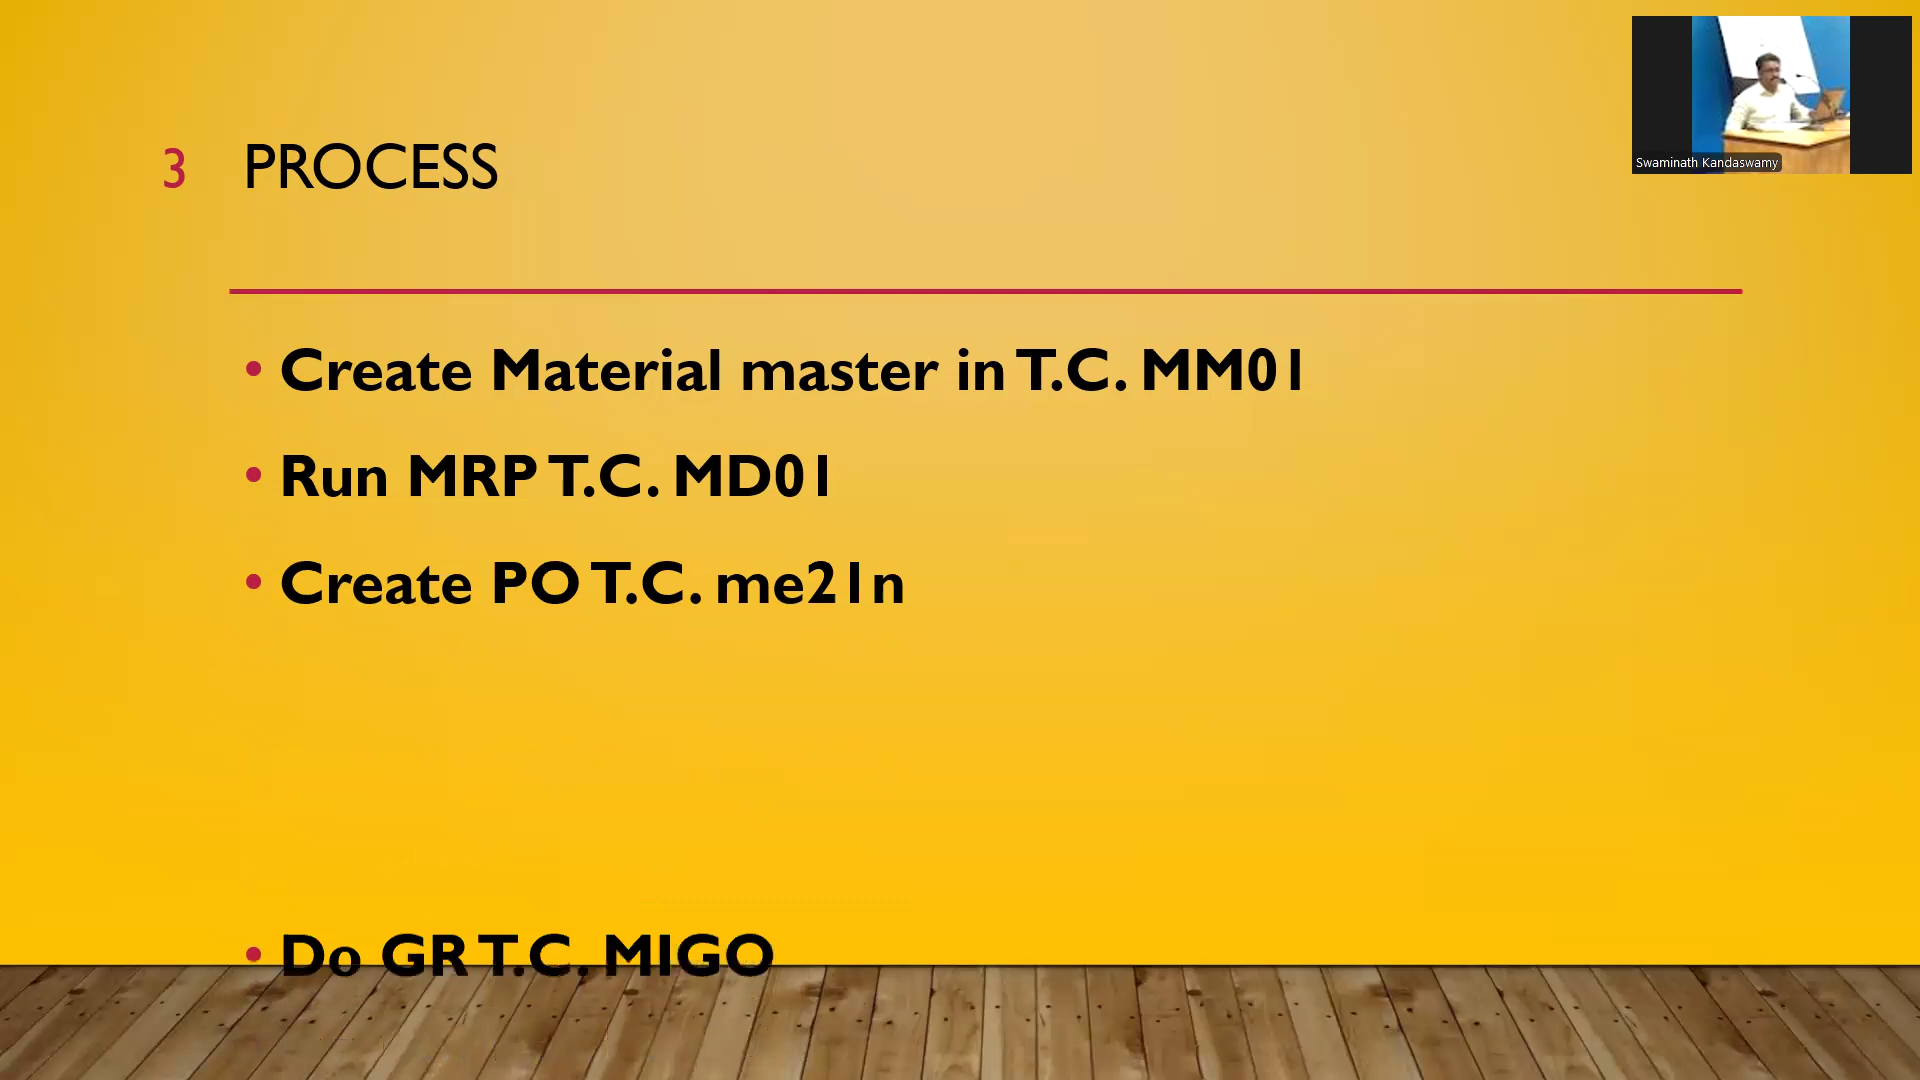 3 PROCESS
Swaminath Kandaswamy
• Create Material master in T.C. MM01
• Run MRP T.C. MD01
• Create PO T.C. me21n
• Do GR T.C. MIGO